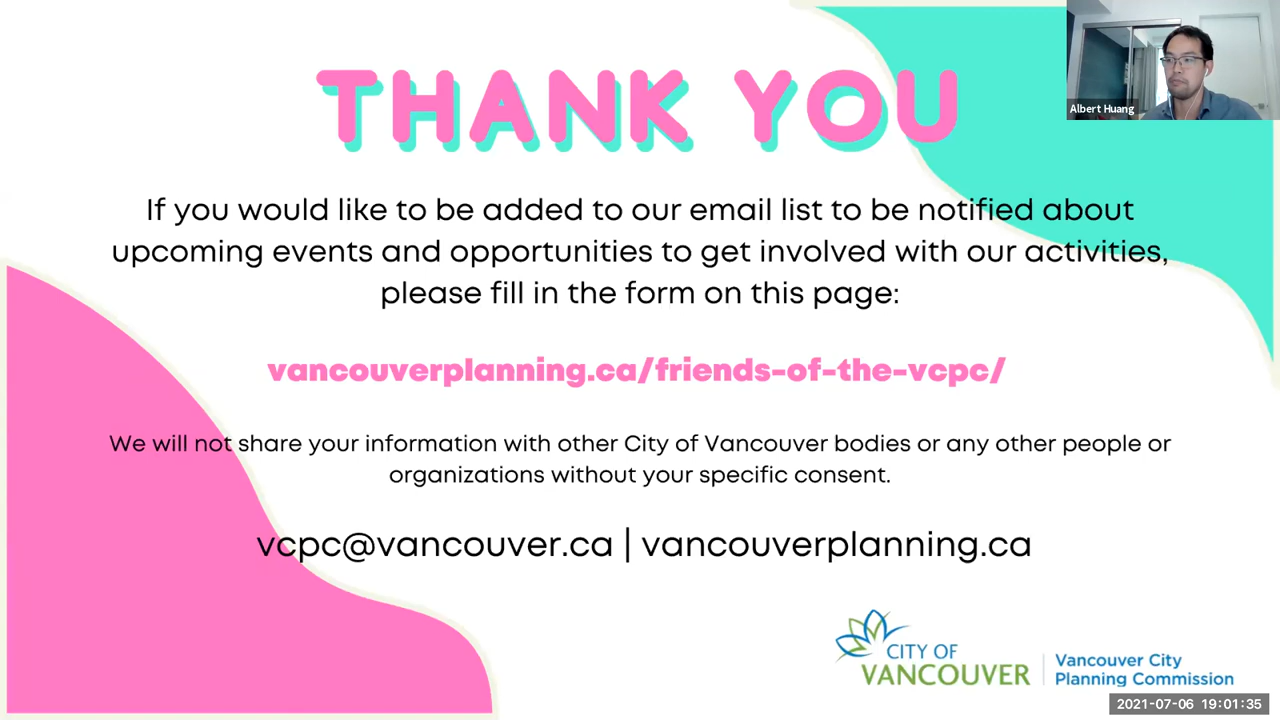 THANK YOU
Albert Huang
If you would like to be added to our email list to be notified about
upcoming events and opportunities to get involved with our activities,
please fill in the form on this page:
vancouverplanning.ca/friends-of-the-vcpc/
We will not share your information with other City of Vancouver bodies or any other people or
organizations without your specific consent.
vcpc@vancouver.ca | vancouverplanning.ca
CITY OF
VANCOUVER
Vancouver City
Planning Commission
2021-07-06 19:01:35